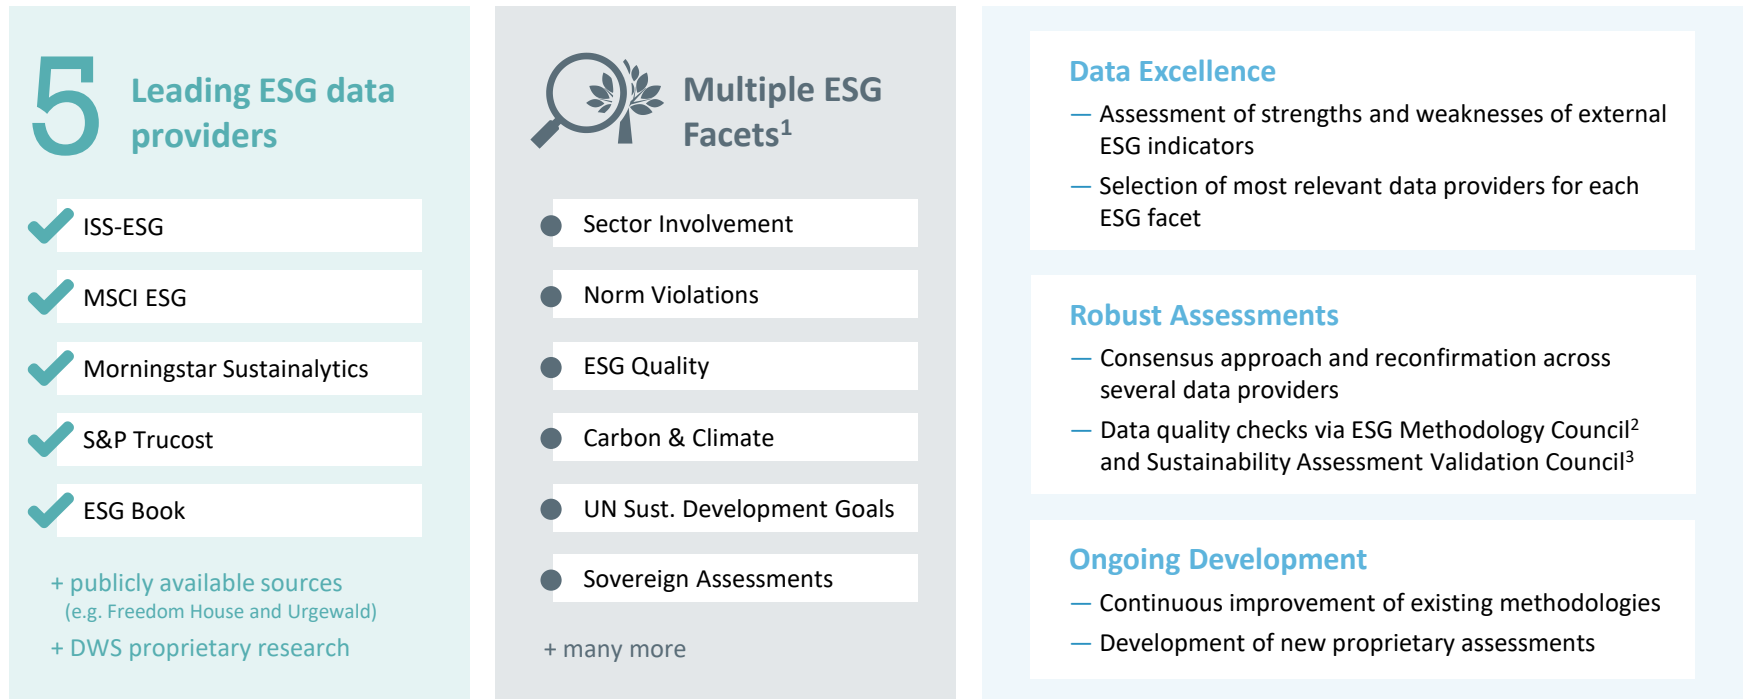 5
Leading ESG data
providers
ISS-ESG
MSCI ESG
Morningstar Sustainalytics
S&P Trucost
ESG Book
+ publicly available sources
(e.g. Freedom House and Urgewald)
+ DWS proprietary research
Multiple ESG
Facets¹
Sector Involvement
Norm Violations
ESG Quality
Carbon & Climate
UN Sust. Development Goals
Sovereign Assessments
+ many more
Data Excellence
— Assessment of strengths and weaknesses of external
ESG indicators
— Selection of most relevant data providers for each
ESG facet
Robust Assessments
— Consensus approach and reconfirmation across
several data providers
— Data quality checks via ESG Methodology Council²
and Sustainability Assessment Validation Council³
Ongoing Development
— Continuous improvement of existing methodologies
— Development of new proprietary assessments